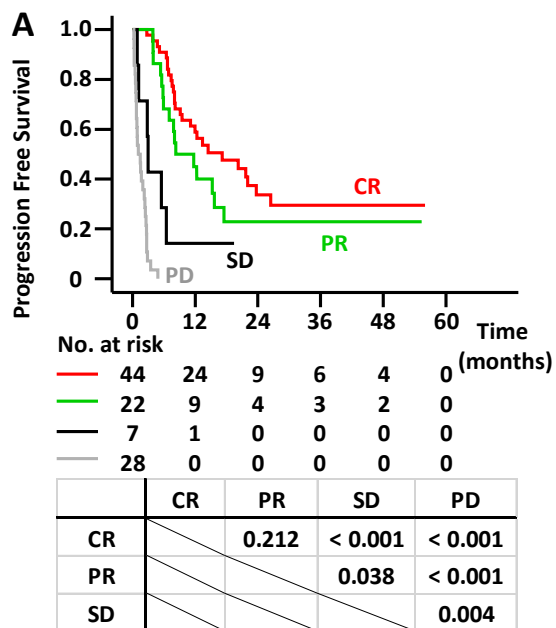 A
Progression Free Survival
1.0
0.8
0.6
0.4
0.2
0
CR
PR
SD
PD
0 12 24 36 48 60
Time
(months)
No. at risk
44 24 9 6 4 0
22 9 4 3 2 0
7 1 0 0 0 0
28 0 0 0 0 0
CR PR SD PD
CR 0.212 < 0.001 < 0.001
PR 0.038 < 0.001
SD 0.004